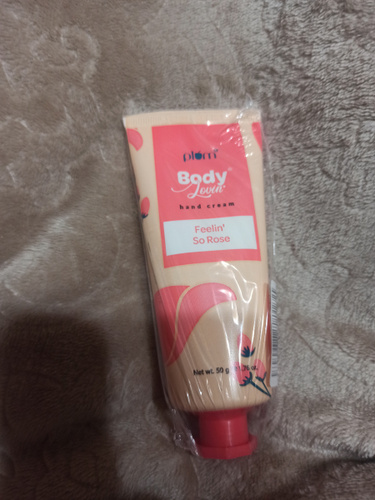 plum
Body
Lovin'
hand cream
Feelin'
So Rose
Net wt. 50 g